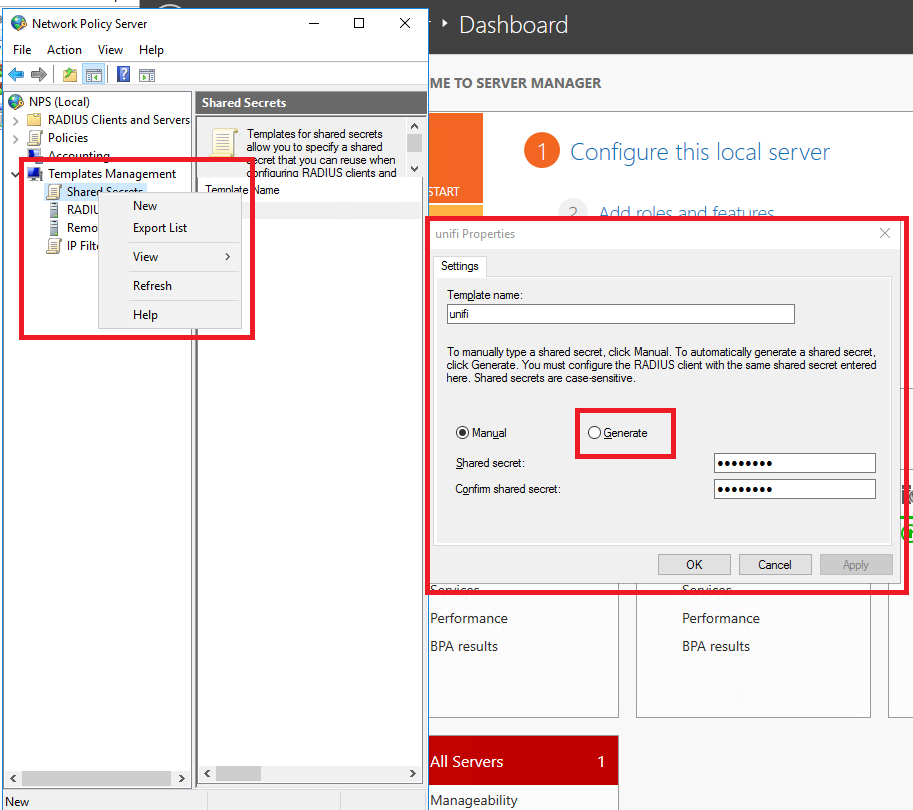 Network Policy Server
File Action View Help
NPS (Local)
RADIUS Clients and Servers
Policies
Accounting
Templates Management
Shared Secrets
RADIU
Remo
IP Filte
New
Export List
View
Refresh
Help
Shared Secrets
Templates for shared secrets
allow you to specify a shared
secret that you can reuse when
configuring RADIUS clients and
Template Name
New
Dashboard
ME TO SERVER MANAGER
START
1 Configure this local server
2 Add roles and features
unifi Properties
Settings
Template name:
unifi
To manually type a shared secret, click Manual. To automatically generate a shared secret,
click Generate. You must configure the RADIUS client with the same shared secret entered
here. Shared secrets are case-sensitive.
Manual Generate
Shared secret: ●●●●●●●●
Confirm shared secret: ●●●●●●●●
OK Cancel Apply
Services Services
Performance Performance
BPA results BPA results
All Servers 1
Manageability